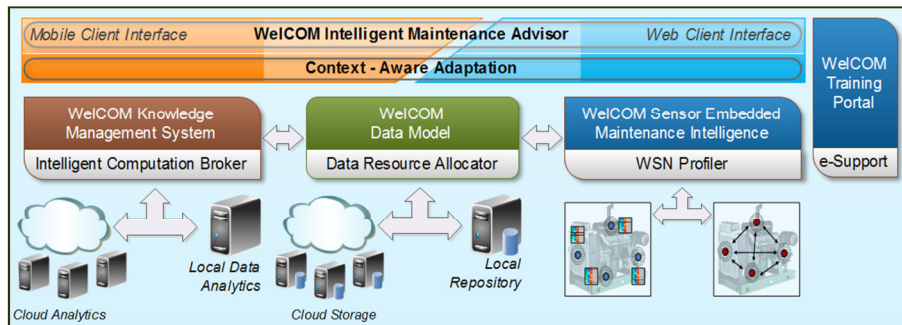 Mobile Client Interface
WelCOM Intelligent Maintenance Advisor
Web Client Interface
Context - Aware Adaptation
WelCOM
Training
Portal
e-Support
WelCOM Knowledge
Management System
Intelligent Computation Broker
WelCOM
Data Model
Data Resource Allocator
WelCOM Sensor Embedded
Maintenance Intelligence
WSN Profiler
Local Data
Analytics
Cloud Analytics
Local
Repository
Cloud Storage